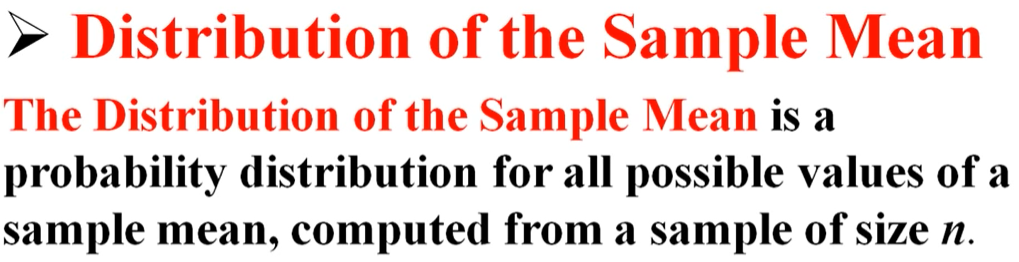 ➢ Distribution of the Sample Mean
The Distribution of the Sample Mean is a
probability distribution for all possible values of a
sample mean, computed from a sample of size n.